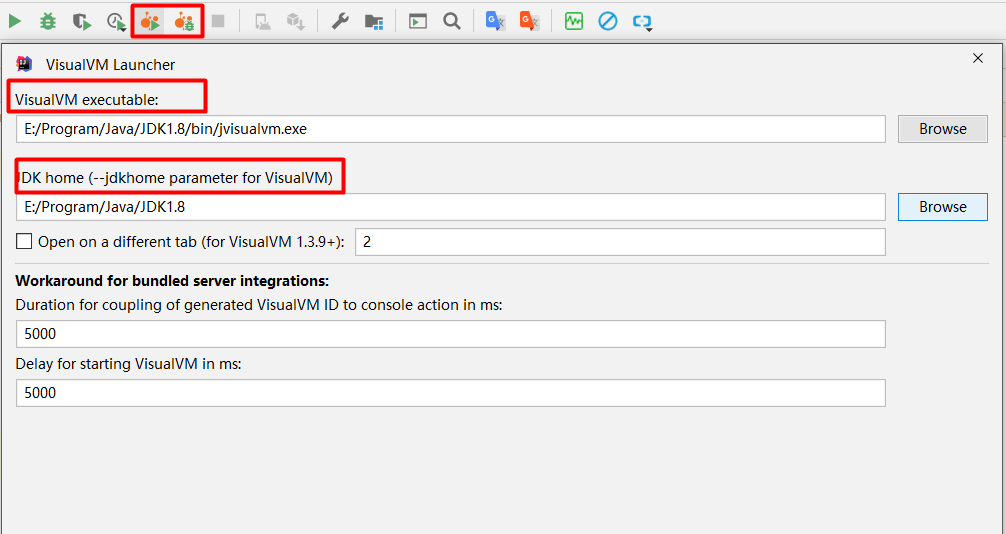 VisualVM Launcher
VisualVM executable:
E:/Program/Java/JDK1.8/bin/jvisualvm.exe
Browse
JDK home (--jdkhome parameter for VisualVM)
E:/Program/Java/JDK1.8
Browse
Open on a different tab (for VisualVM 1.3.9+):
2
Workaround for bundled server integrations:
Duration for coupling of generated VisualVM ID to console action in ms:
5000
Delay for starting VisualVM in ms:
5000